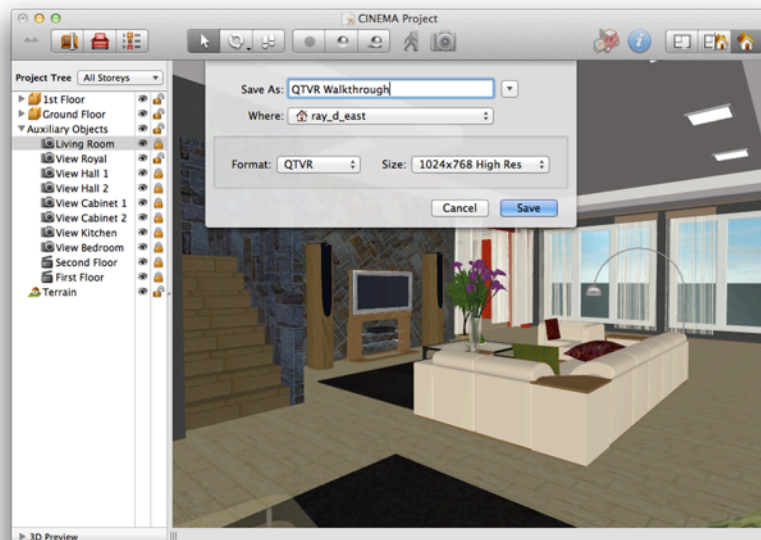 CINEMA Project
Project Tree All Storeys
1st Floor
Ground Floor
Auxiliary Objects
Living Room
View Royal
View Hall 1
View Hall 2
View Cabinet 1
View Cabinet 2
View Kitchen
View Bedroom
Second Floor
First Floor
Terrain
3D Preview
Save As: QTVR Walkthrough
Where: ray_d_east
Format: QTVR Size: 1024x768 High Res
Cancel Save